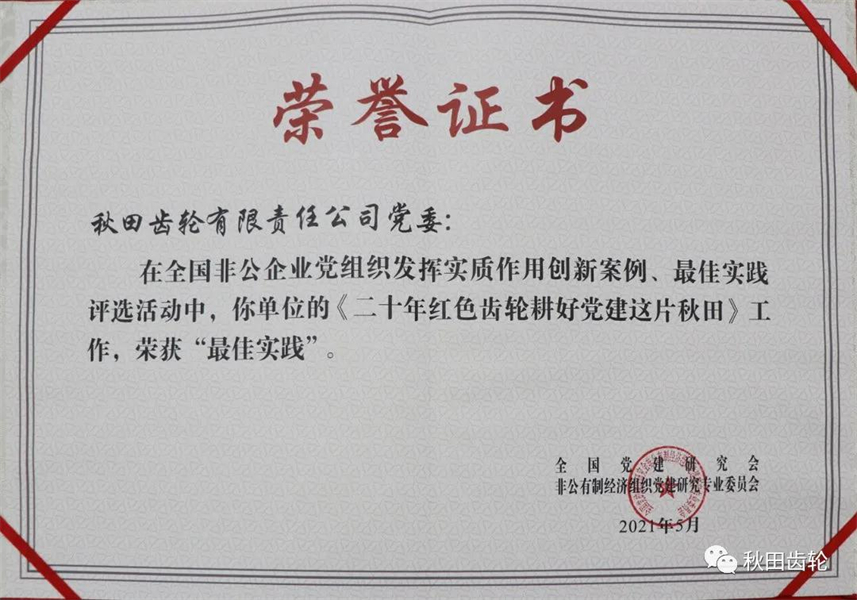 荣誉证书
秋田齿轮有限责任公司党委：
在全国非公企业党组织发挥实质作用创新案例、最佳实践
评选活动中，你单位的《二十年红色齿轮耕好党建这片秋田》工
作，荣获“最佳实践”。
全国党建研究会
非公有制经济组织党建研究专业委员会
2021年5月
秋田齿轮